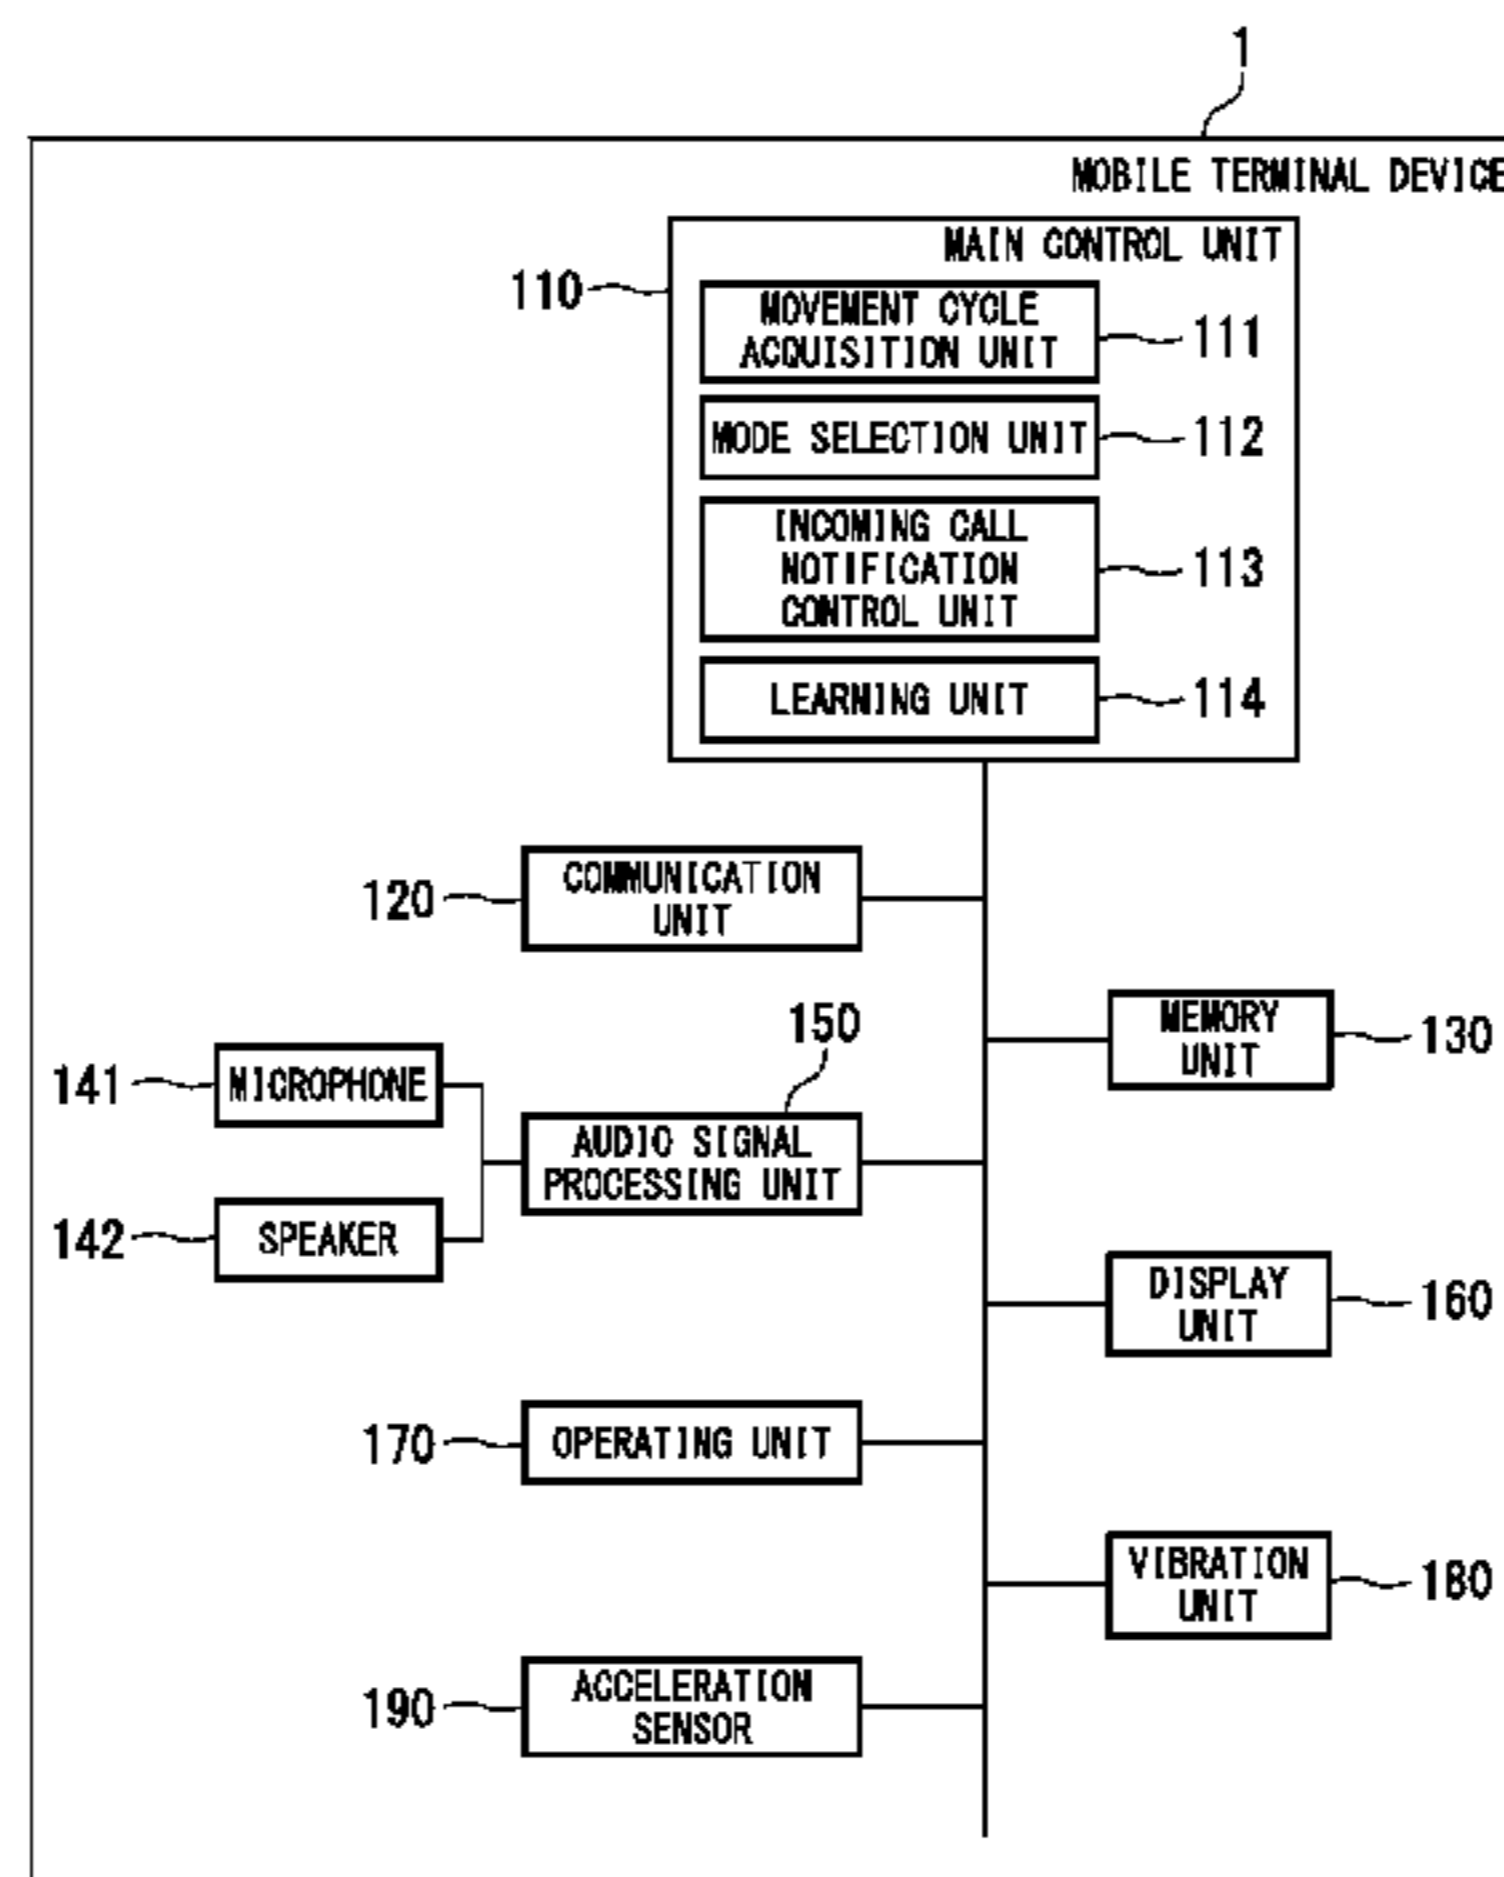 1
MOBILE TERMINAL DEVICE
MAIN CONTROL UNIT
110
MOVEMENT CYCLE
ACQUISITION UNIT
111
MODE SELECTION UNIT
112
INCOMING CALL
NOTIFICATION
CONTROL UNIT
113
LEARNING UNIT
114
120
COMMUNICATION
UNIT
MEMORY
UNIT
130
150
141
MICROPHONE
AUDIO SIGNAL
PROCESSING UNIT
142
SPEAKER
DISPLAY
UNIT
160
170
OPERATING UNIT
VIBRATION
UNIT
180
190
ACCELERATION
SENSOR